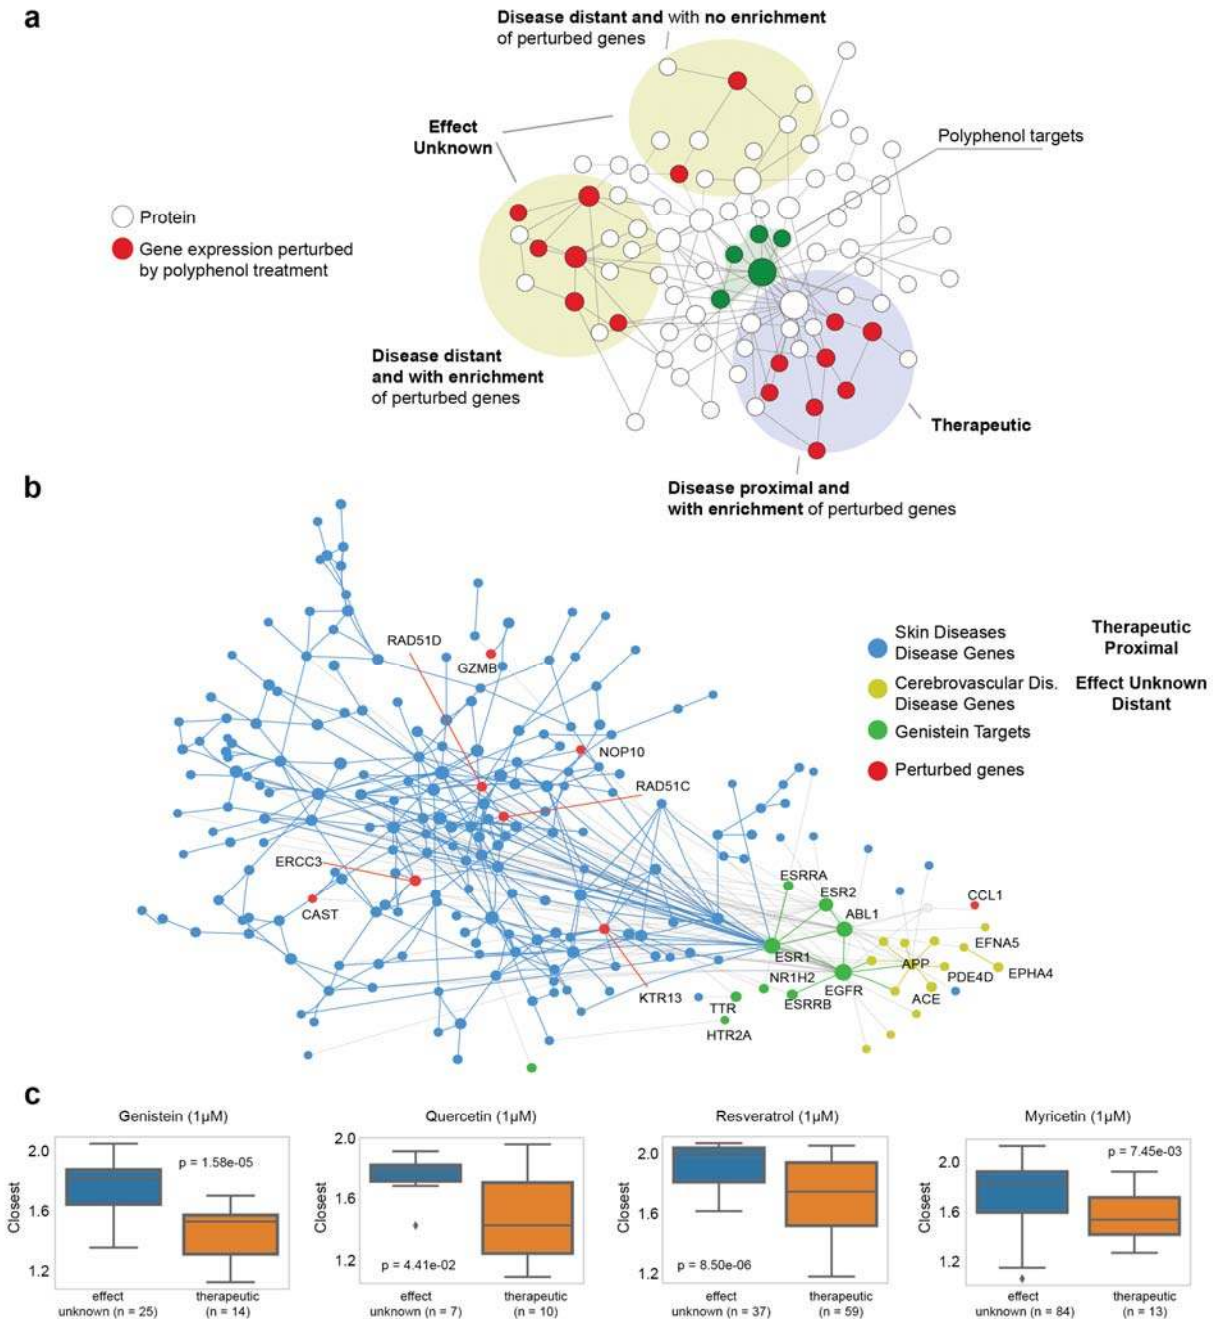 a
Disease distant and with no enrichment
of perturbed genes
Effect
Unknown
Polyphenol targets
Protein
Gene expression perturbed
by polyphenol treatment
Disease distant
and with enrichment
of perturbed genes
Therapeutic
Disease proximal and
with enrichment of perturbed genes
b
RAD51D
GZMB
NOP10
RAD51C
ERCC3
CAST
KTR13
Skin Diseases
Disease Genes
Therapeutic
Proximal
Cerebrovascular Dis.
Disease Genes
Effect Unknown
Distant
Genistein Targets
Perturbed genes
ESRRA
ESR2
ABL1
CCL1
ESR1
EFNA5
APP
NR1H2
EGFR
PDE4D
EPHA4
TTR
ESRRB
ACE
HTR2A
c
Genistein (1µM)
Closest
2.0
1.6
1.2
p = 1.58e-05
effect
unknown (n = 25)
therapeutic
(n = 14)
Quercetin (1µM)
Closest
2.0
1.6
1.2
p = 4.41e-02
effect
unknown (n = 7)
therapeutic
(n = 10)
Resveratrol (1µM)
Closest
2.0
1.6
1.2
p = 8.50e-06
effect
unknown (n = 37)
therapeutic
(n = 59)
Myricetin (1µM)
Closest
2.0
1.6
1.2
p = 7.45e-03
effect
unknown (n = 84)
therapeutic
(n = 13)